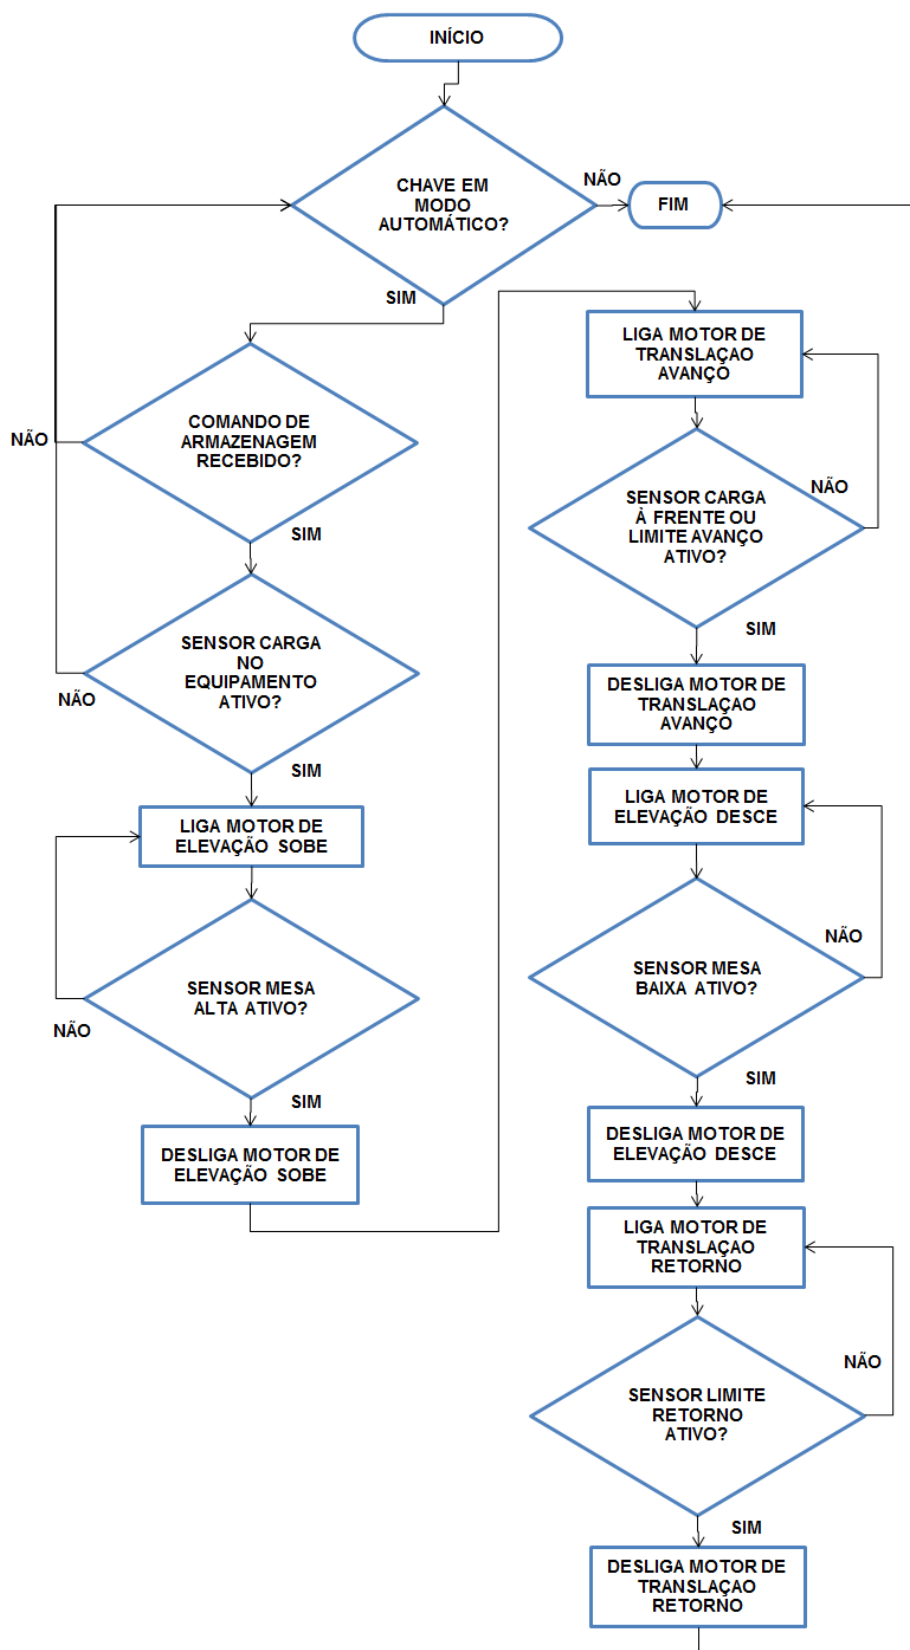 INÍCIO
CHAVE EM
MODO
AUTOMÁTICO?
NÃO
FIM
SIM
COMANDO DE
ARMAZENAGEM
RECEBIDO?
NÃO
SIM
SENSOR CARGA
NO
EQUIPAMENTO
ATIVO?
NÃO
SIM
LIGA MOTOR DE
ELEVAÇÃO SOBE
SENSOR MESA
ALTA ATIVO?
NÃO
SIM
DESLIGA MOTOR DE
ELEVAÇÃO SOBE
LIGA MOTOR DE
TRANSLAÇAO
AVANÇO
SENSOR CARGA
À FRENTE OU
LIMITE AVANÇO
ATIVO?
NÃO
SIM
DESLIGA MOTOR DE
TRANSLAÇAO
AVANÇO
LIGA MOTOR DE
ELEVAÇÃO DESCE
SENSOR MESA
BAIXA ATIVO?
NÃO
SIM
DESLIGA MOTOR DE
ELEVAÇÃO DESCE
LIGA MOTOR DE
TRANSLAÇAO
RETORNO
SENSOR LIMITE
RETORNO
ATIVO?
NÃO
SIM
DESLIGA MOTOR DE
TRANSLAÇAO
RETORNO